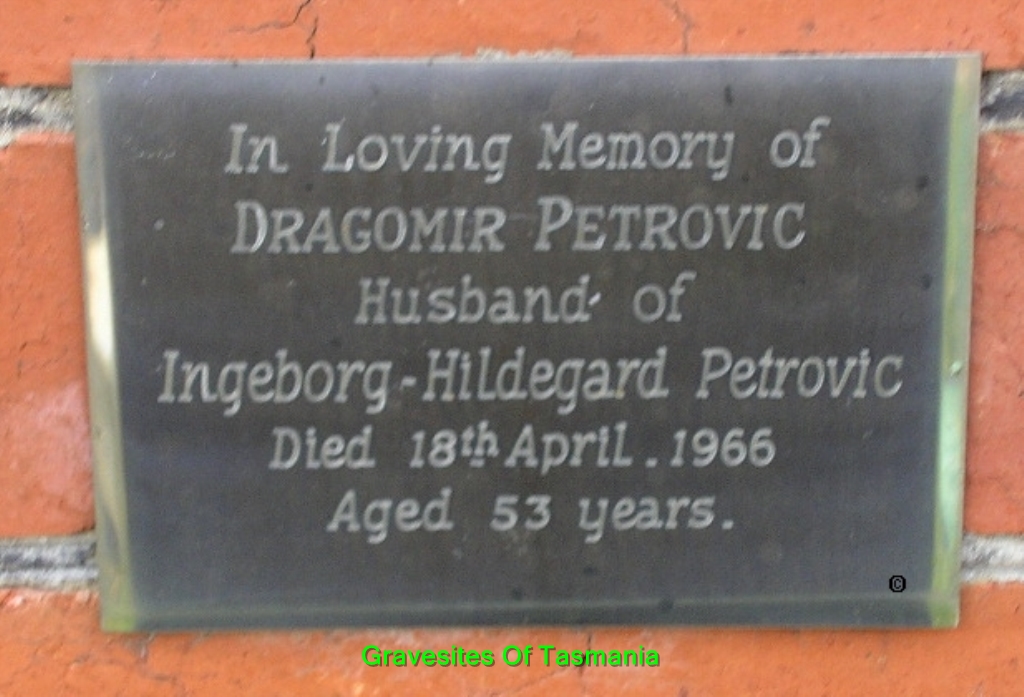 In Loving Memory of
DRAGOMIR PETROVIC
Husband of
Ingeborg-Hildegard Petrovic
Died 18th April. 1966
Aged 53 years.
©
Gravesites Of Tasmania